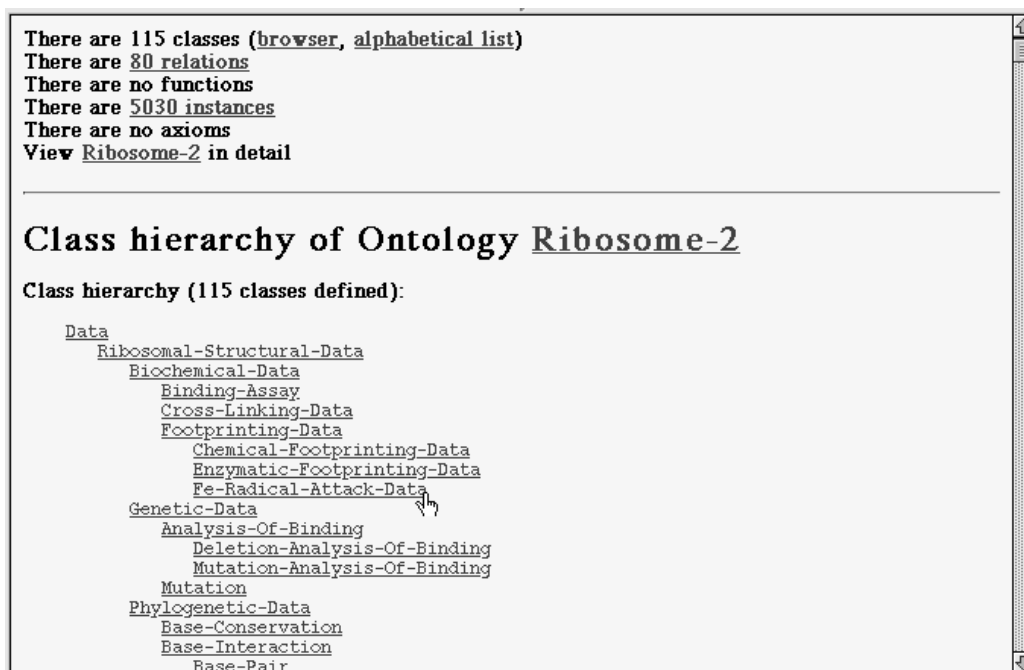 There are 115 classes (browser, alphabetical list)
There are 80 relations
There are no functions
There are 5030 instances
There are no axioms
View Ribosome-2 in detail
Class hierarchy of Ontology Ribosome-2
Class hierarchy (115 classes defined):
Data
Ribosomal-Structural-Data
Biochemical-Data
Binding-Assay
Cross-Linking-Data
Footprinting-Data
Chemical-Footprinting-Data
Enzymatic-Footprinting-Data
Fe-Radical-Attack-Data
Genetic-Data
Analysis-Of-Binding
Deletion-Analysis-Of-Binding
Mutation-Analysis-Of-Binding
Mutation
Phylogenetic-Data
Base-Conservation
Base-Interaction
Base-Pair